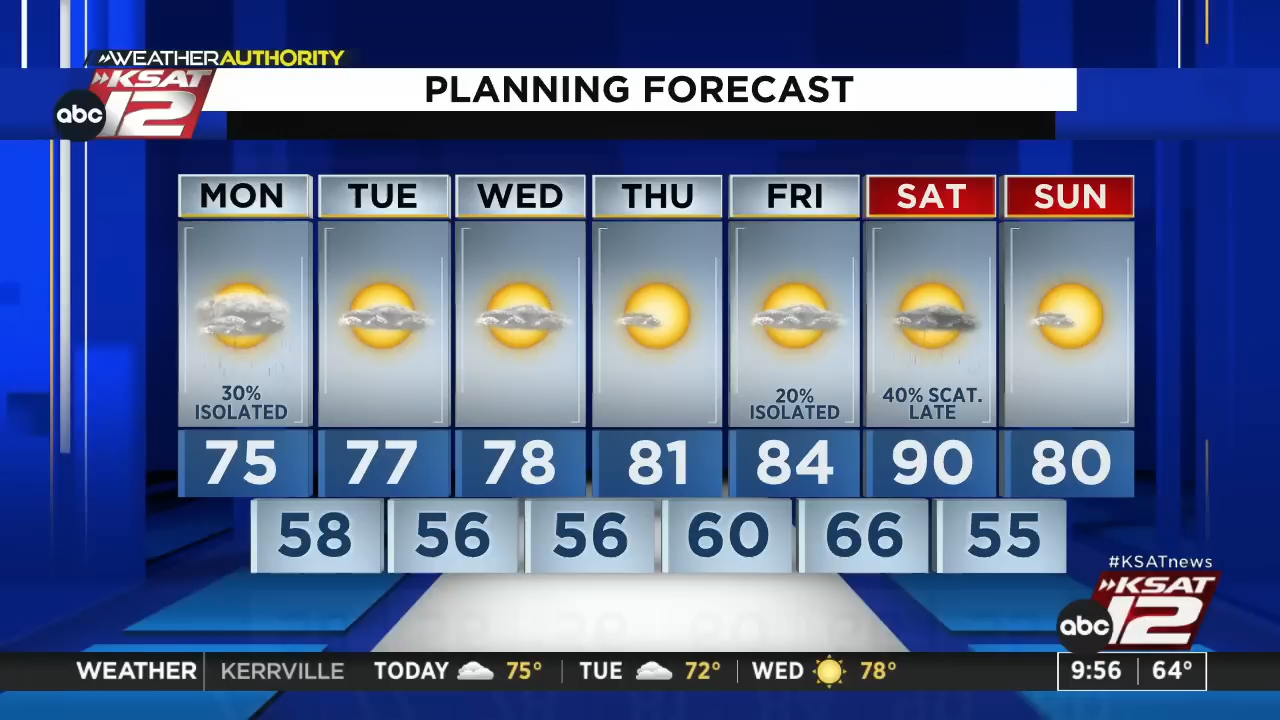 WEATHERAUTHORITY
KSAT
abc 12
PLANNING FORECAST
MON TUE WED THU FRI SAT SUN
30% ISOLATED
20% ISOLATED
40% SCAT. LATE
75 77 78 81 84 90 80
58 56 56 60 66 55
#KSATnews
KSAT
abc 12
WEATHER KERRVILLE TODAY 75° TUE 72° WED 78° 9:56 64°